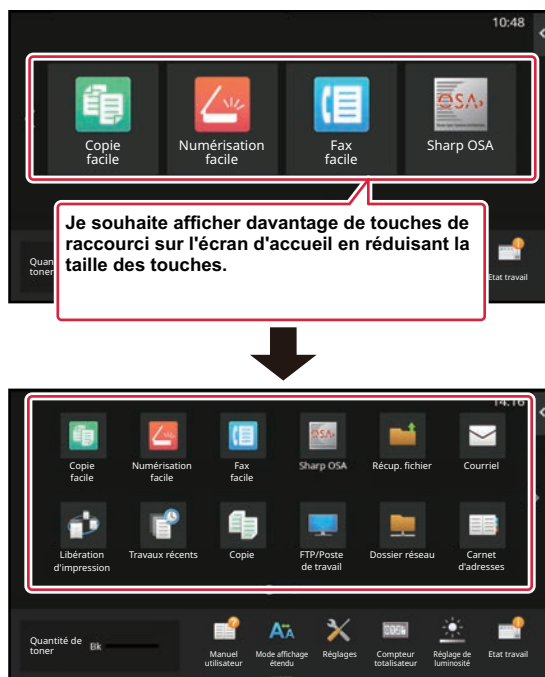 10:48
OSA
Copie
facile
Numérisation
facile
Fax
facile
Sharp OSA
Je souhaite afficher davantage de touches de
raccourci sur l'écran d'accueil en réduisant la
taille des touches.
Quan
toner
Etat travail
14:16
Copie
facile
Numérisation
facile
Fax
facile
Sharp OSA
Récup. fichier
Courriel
Libération
d'impression
Travaux récents
Copie
FTP/Poste
de travail
Dossier réseau
Carnet
d'adresses
Quantité de
toner
Bk
Manuel
utilisateur
Mode affichage
étendu
Réglages
Compteur
totalisateur
Réglage de
luminosité
Etat travail